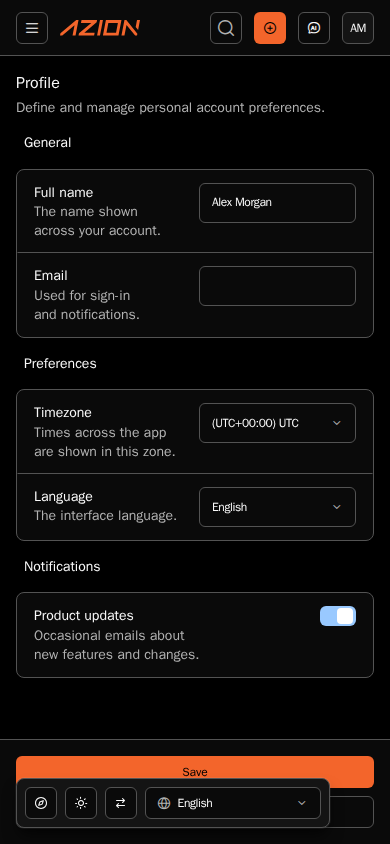 AZION
AI
AM
Profile
Define and manage personal account preferences.
General
Full name
The name shown
across your account.
Alex Morgan
Email
Used for sign-in
and notifications.
Preferences
Timezone
Times across the app
are shown in this zone.
(UTC+00:00) UTC
Language
The interface language.
English
Notifications
Product updates
Occasional emails about
new features and changes.
Save
English